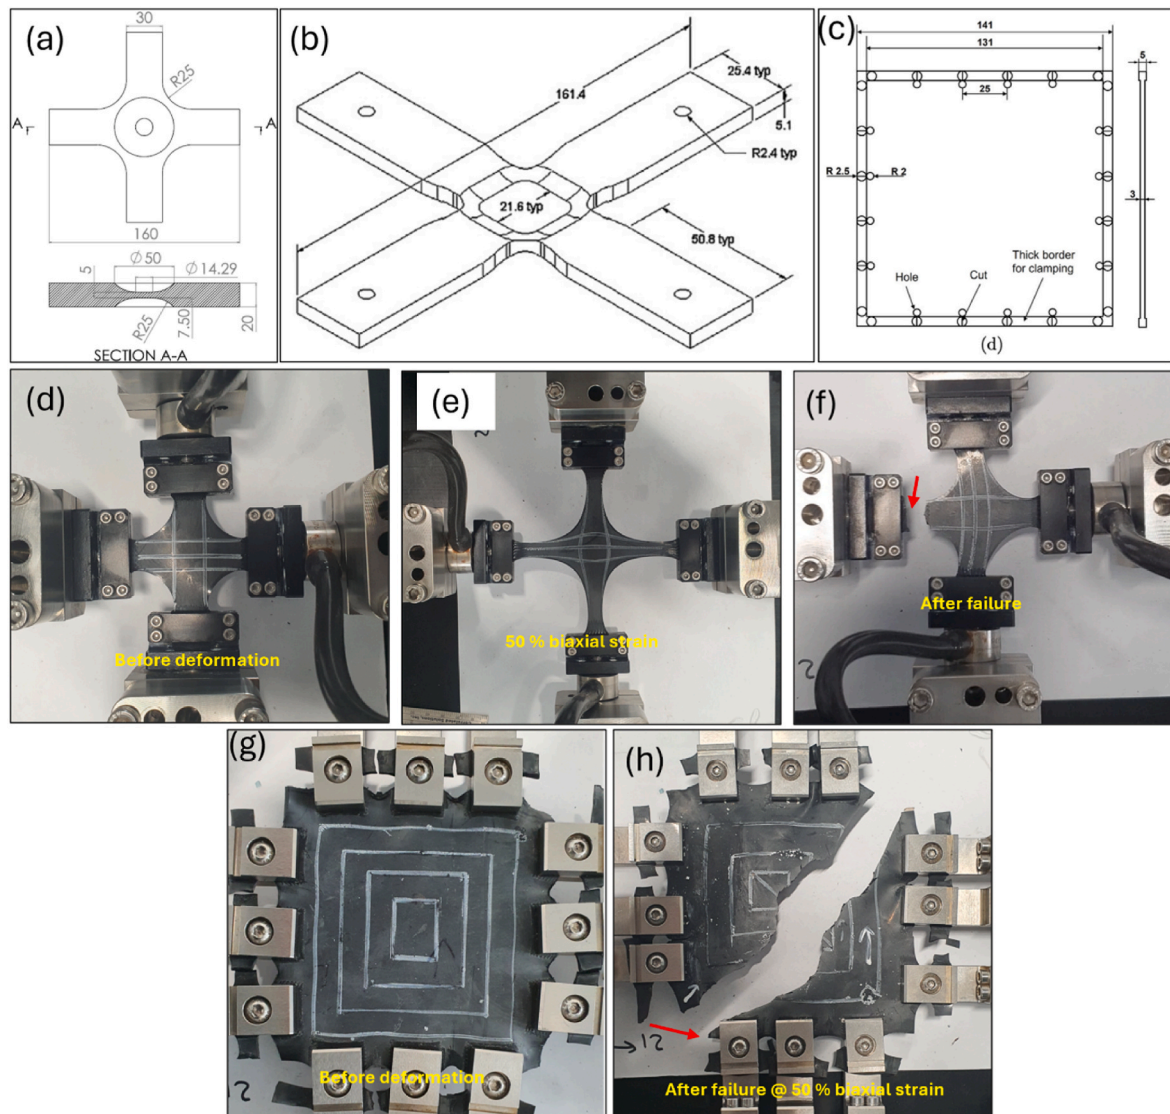 (a)
30
R25
A
A
160
Ø50
5
Ø14.29
R25
7.50
20
SECTION A-A
(b)
161.4
25.4 typ
5.1
R2.4 typ
21.6 typ
50.8 typ
(c)
141
131
5
25
R 2.5
R 2
3
Hole
Cut
Thick border
for clamping
(d)
(d)
Before deformation
(e)
50 % biaxial strain
(f)
After failure
(g)
Before deformation
(h)
→ 12
After failure @ 50 % biaxial strain